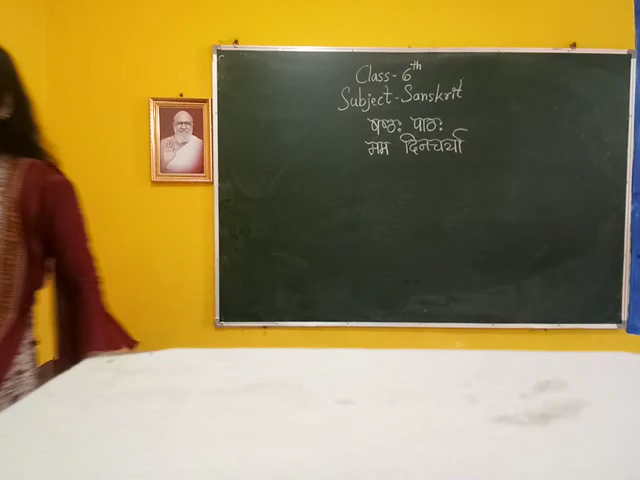 Class - 6th
Subject - Sanskrit
षष्ठः पाठः
मम दिनचर्या